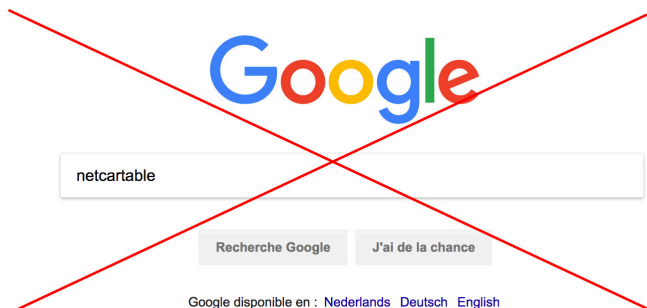 Google
netcartable
Recherche Google J'ai de la chance
Google disponible en : Nederlands Deutsch English